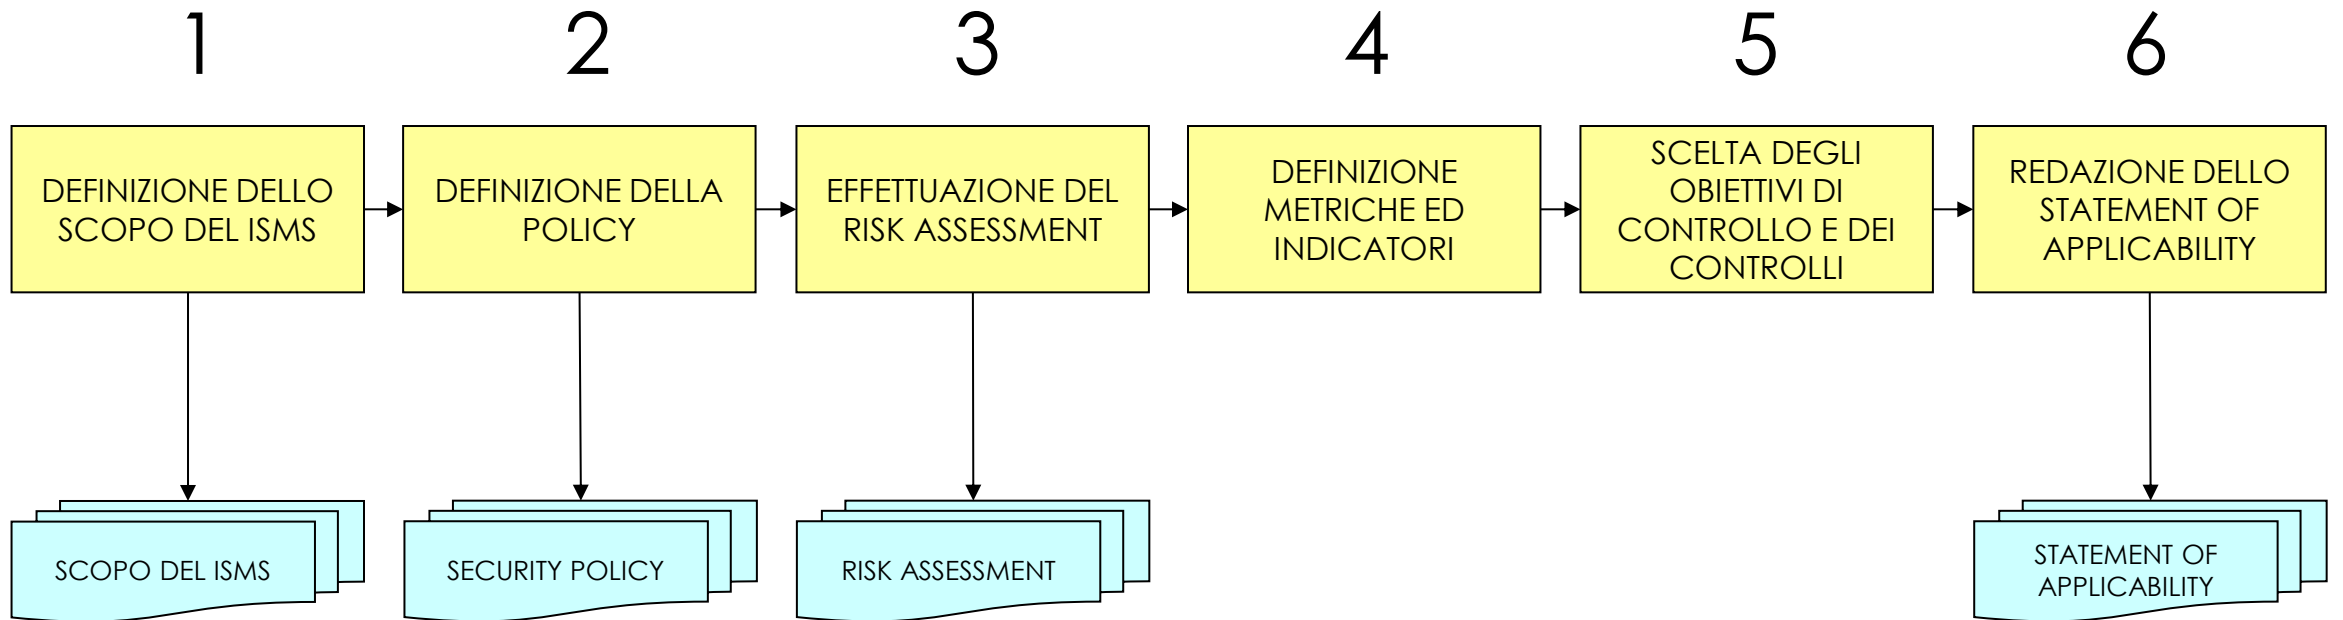 1
2
3
4
5
6
DEFINIZIONE DELLO
SCOPO DEL ISMS
DEFINIZIONE DELLA
POLICY
EFFETTUAZIONE DEL
RISK ASSESSMENT
DEFINIZIONE
METRICHE ED
INDICATORI
SCELTA DEGLI
OBIETTIVI DI
CONTROLLO E DEI
CONTROLLI
REDAZIONE DELLO
STATEMENT OF
APPLICABILITY
SCOPO DEL ISMS
SECURITY POLICY
RISK ASSESSMENT
STATEMENT OF
APPLICABILITY